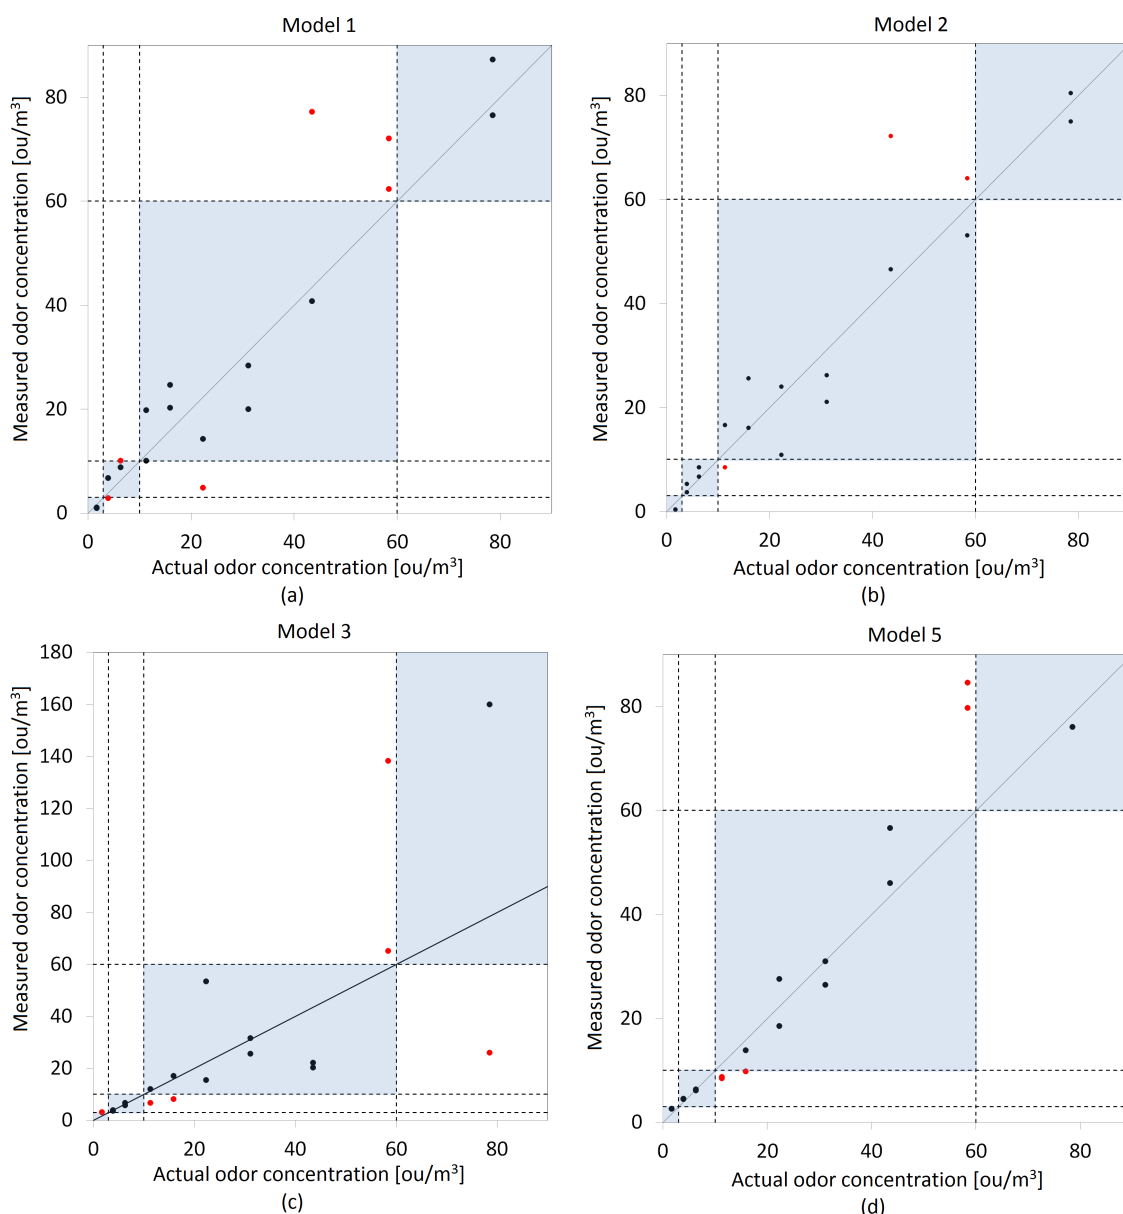 Model 1
Measured odor concentration [ou/m³]
80
60
40
20
0
0 20 40 60 80
Actual odor concentration [ou/m³]
(a)
Model 2
Measured odor concentration [ou/m³]
80
60
40
20
0
0 20 40 60 80
Actual odor concentration [ou/m³]
(b)
Model 3
Measured odor concentration [ou/m³]
180
160
140
120
100
80
60
40
20
0
0 20 40 60 80
Actual odor concentration [ou/m³]
(c)
Model 5
Measured odor concentration [ou/m³]
80
60
40
20
0
0 20 40 60 80
Actual odor concentration [ou/m³]
(d)